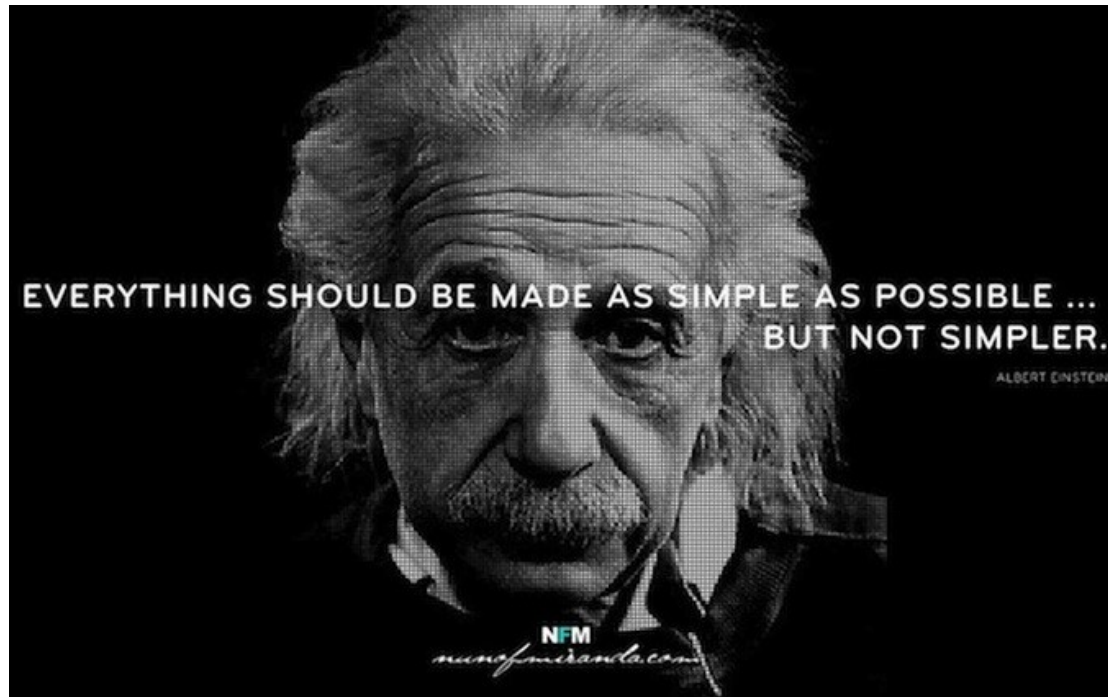 EVERYTHING SHOULD BE MADE AS SIMPLE AS POSSIBLE ...
BUT NOT SIMPLER.
ALBERT EINSTEIN
NFM
nunofmiranda.com